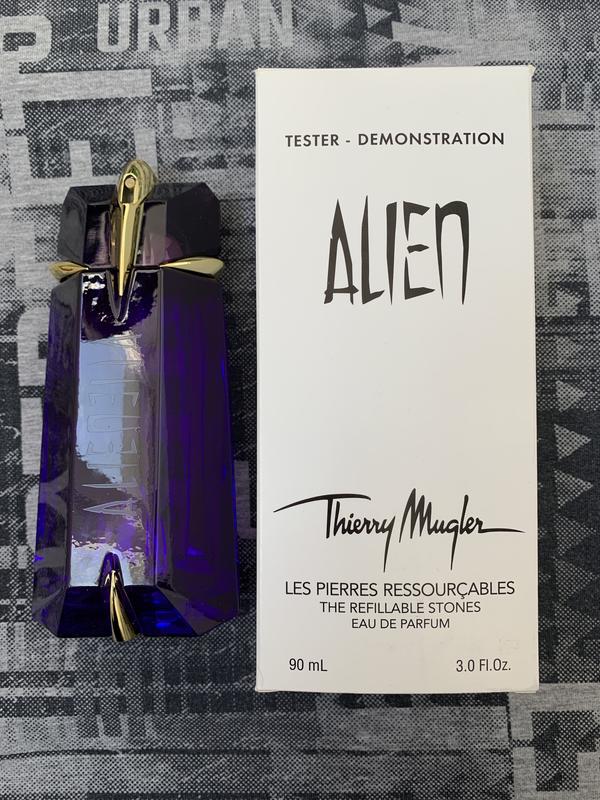 URBAN
TESTER - DEMONSTRATION
ALIEN
Thierry Mugler
LES PIERRES RESSOURÇABLES
THE REFILLABLE STONES
EAU DE PARFUM
90 mL
3.0 Fl.Oz.